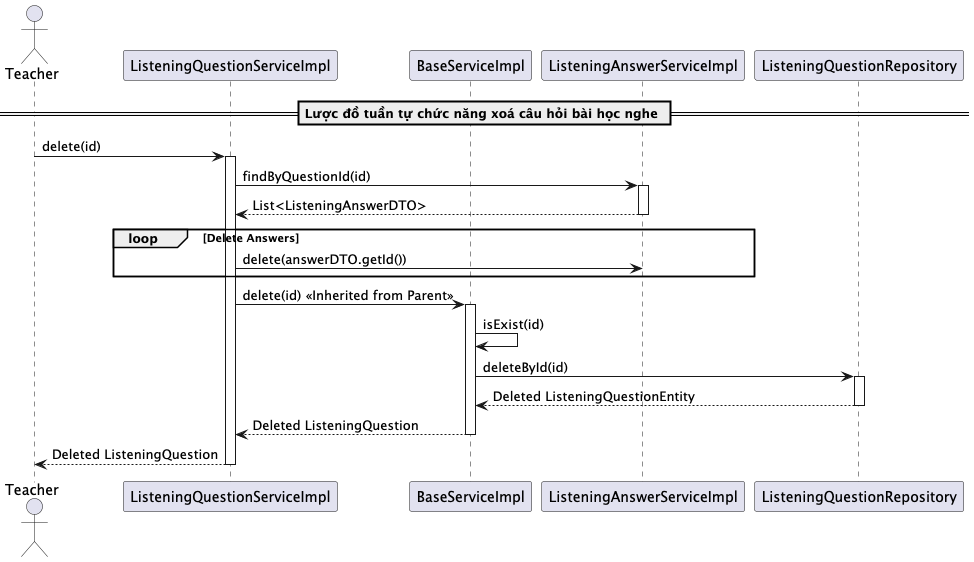 Teacher
ListeningQuestionServiceImpl
BaseServiceImpl
ListeningAnswerServiceImpl
ListeningQuestionRepository
Lược đồ tuần tự chức năng xoá câu hỏi bài học nghe
delete(id)
findByQuestionId(id)
List<ListeningAnswerDTO>
loop
[Delete Answers]
delete(answerDTO.getId())
delete(id) «Inherited from Parent»
isExist(id)
deleteById(id)
Deleted ListeningQuestionEntity
Deleted ListeningQuestion
Deleted ListeningQuestion
Teacher
ListeningQuestionServiceImpl
BaseServiceImpl
ListeningAnswerServiceImpl
ListeningQuestionRepository